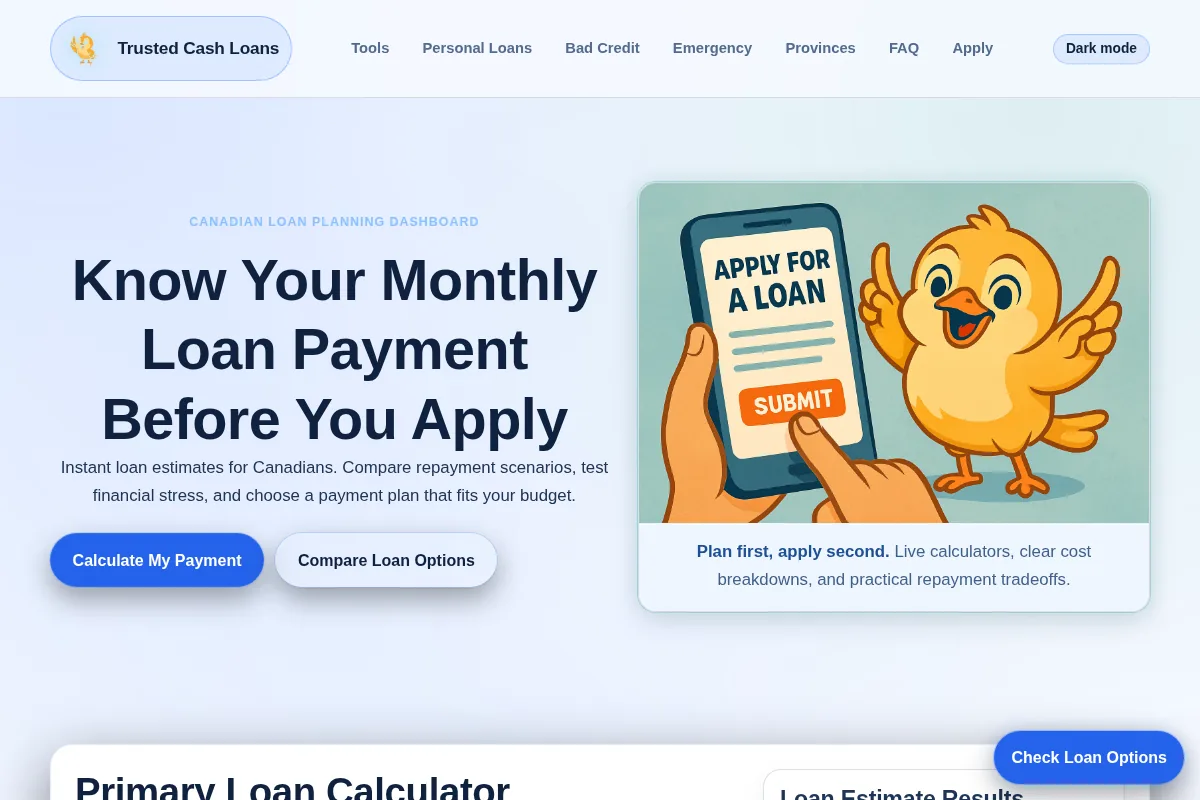 Trusted Cash Loans
Tools
Personal Loans
Bad Credit
Emergency
Provinces
FAQ
Apply
Dark mode
CANADIAN LOAN PLANNING DASHBOARD
Know Your Monthly
Loan Payment
Before You Apply
Instant loan estimates for Canadians. Compare repayment scenarios, test
financial stress, and choose a payment plan that fits your budget.
Calculate My Payment
Compare Loan Options
APPLY FOR
A LOAN
SUBMIT
Plan first, apply second. Live calculators, clear cost
breakdowns, and practical repayment tradeoffs.
Primary Loan Calculator
Loan Estimate Results
Check Loan Options